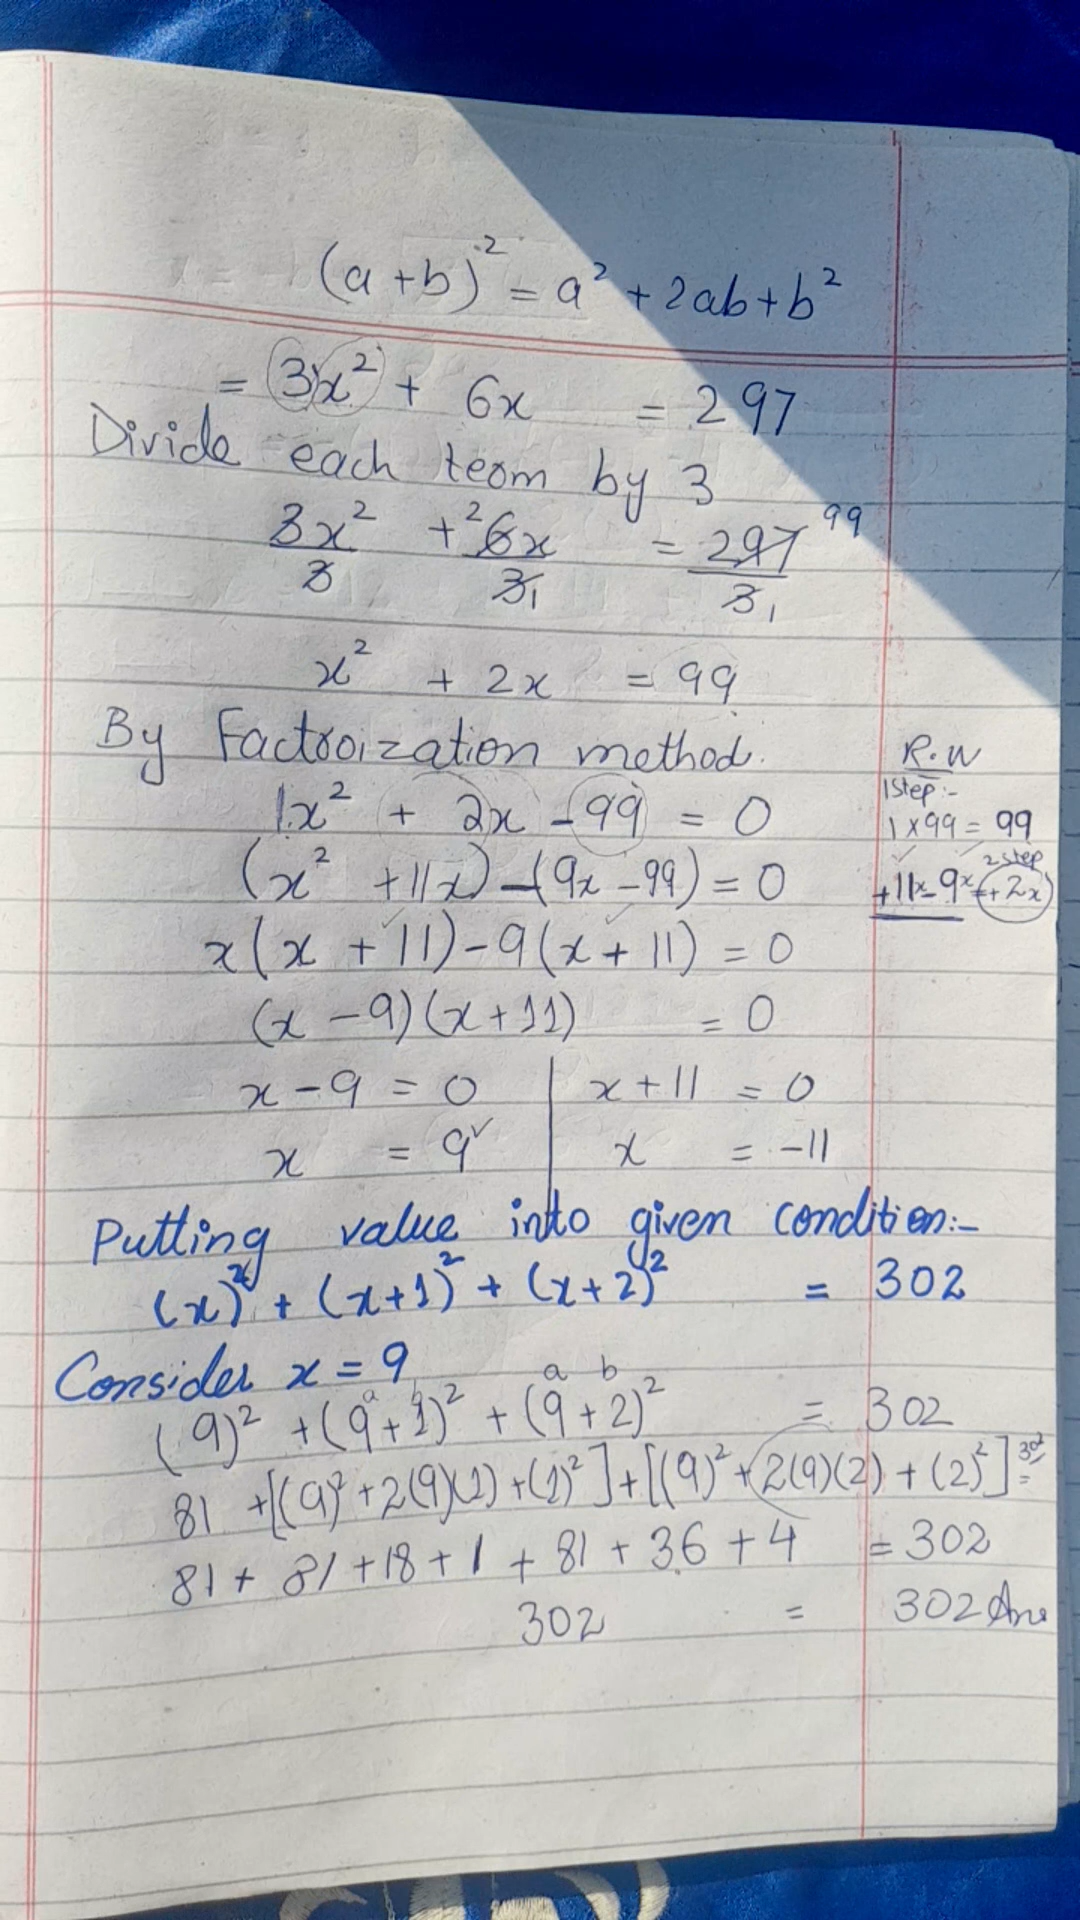 (a+b)² = a² + 2ab + b²
= 3x² + 6x = 297
Divide each term by 3
3x²/3 + ²6x/3₁ = 297/3₁ 99
x² + 2x = 99
By Factroization method.
1x² + 2x - 99 = 0
(x² + 11x) - (9x - 99) = 0
x(x + 11) - 9(x + 11) = 0
(x - 9)(x + 11) = 0
x - 9 = 0 | x + 11 = 0
x = 9 ✓ | x = -11
R.W
1Step:-
1 x 99 = 99
2step
+11x - 9x = +2x
Putting value into given condition:-
(x)² + (x+1)² + (x+2)² = 302
Consider x = 9
a b a b
(9)² + (9+1)² + (9+2)² = 302
81 + [(9)² + 2(9)(1) + (1)²] + [(9)² + 2(9)(2) + (2)²] = 302
81 + 81 + 18 + 1 + 81 + 36 + 4 = 302
302 = 302 Ans